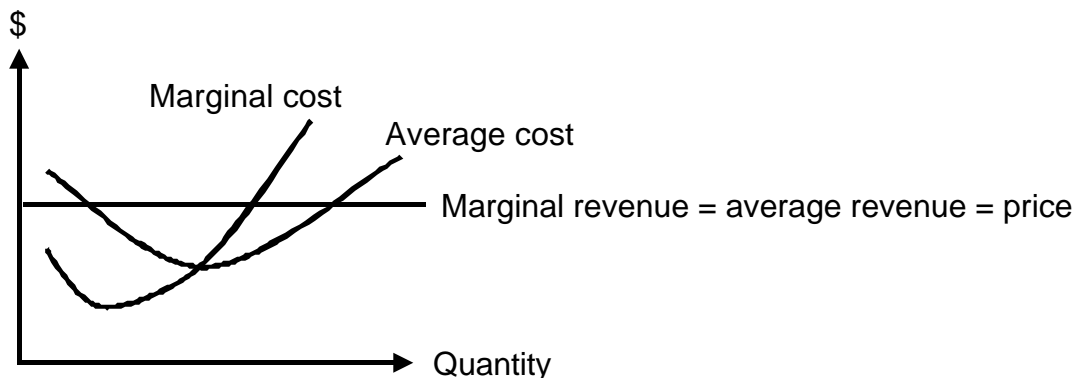 $
Marginal cost
Average cost
Marginal revenue = average revenue = price
Quantity